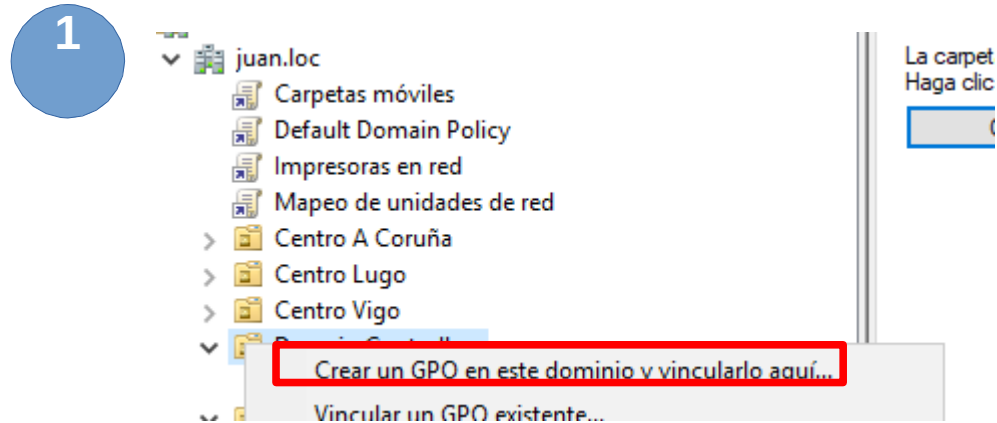 1
juan.loc
Carpetas móviles
Default Domain Policy
Impresoras en red
Mapeo de unidades de red
Centro A Coruña
Centro Lugo
Centro Vigo
Crear un GPO en este dominio y vincularlo aquí...
Vincular un GPO existente...
La carpet
Haga clic